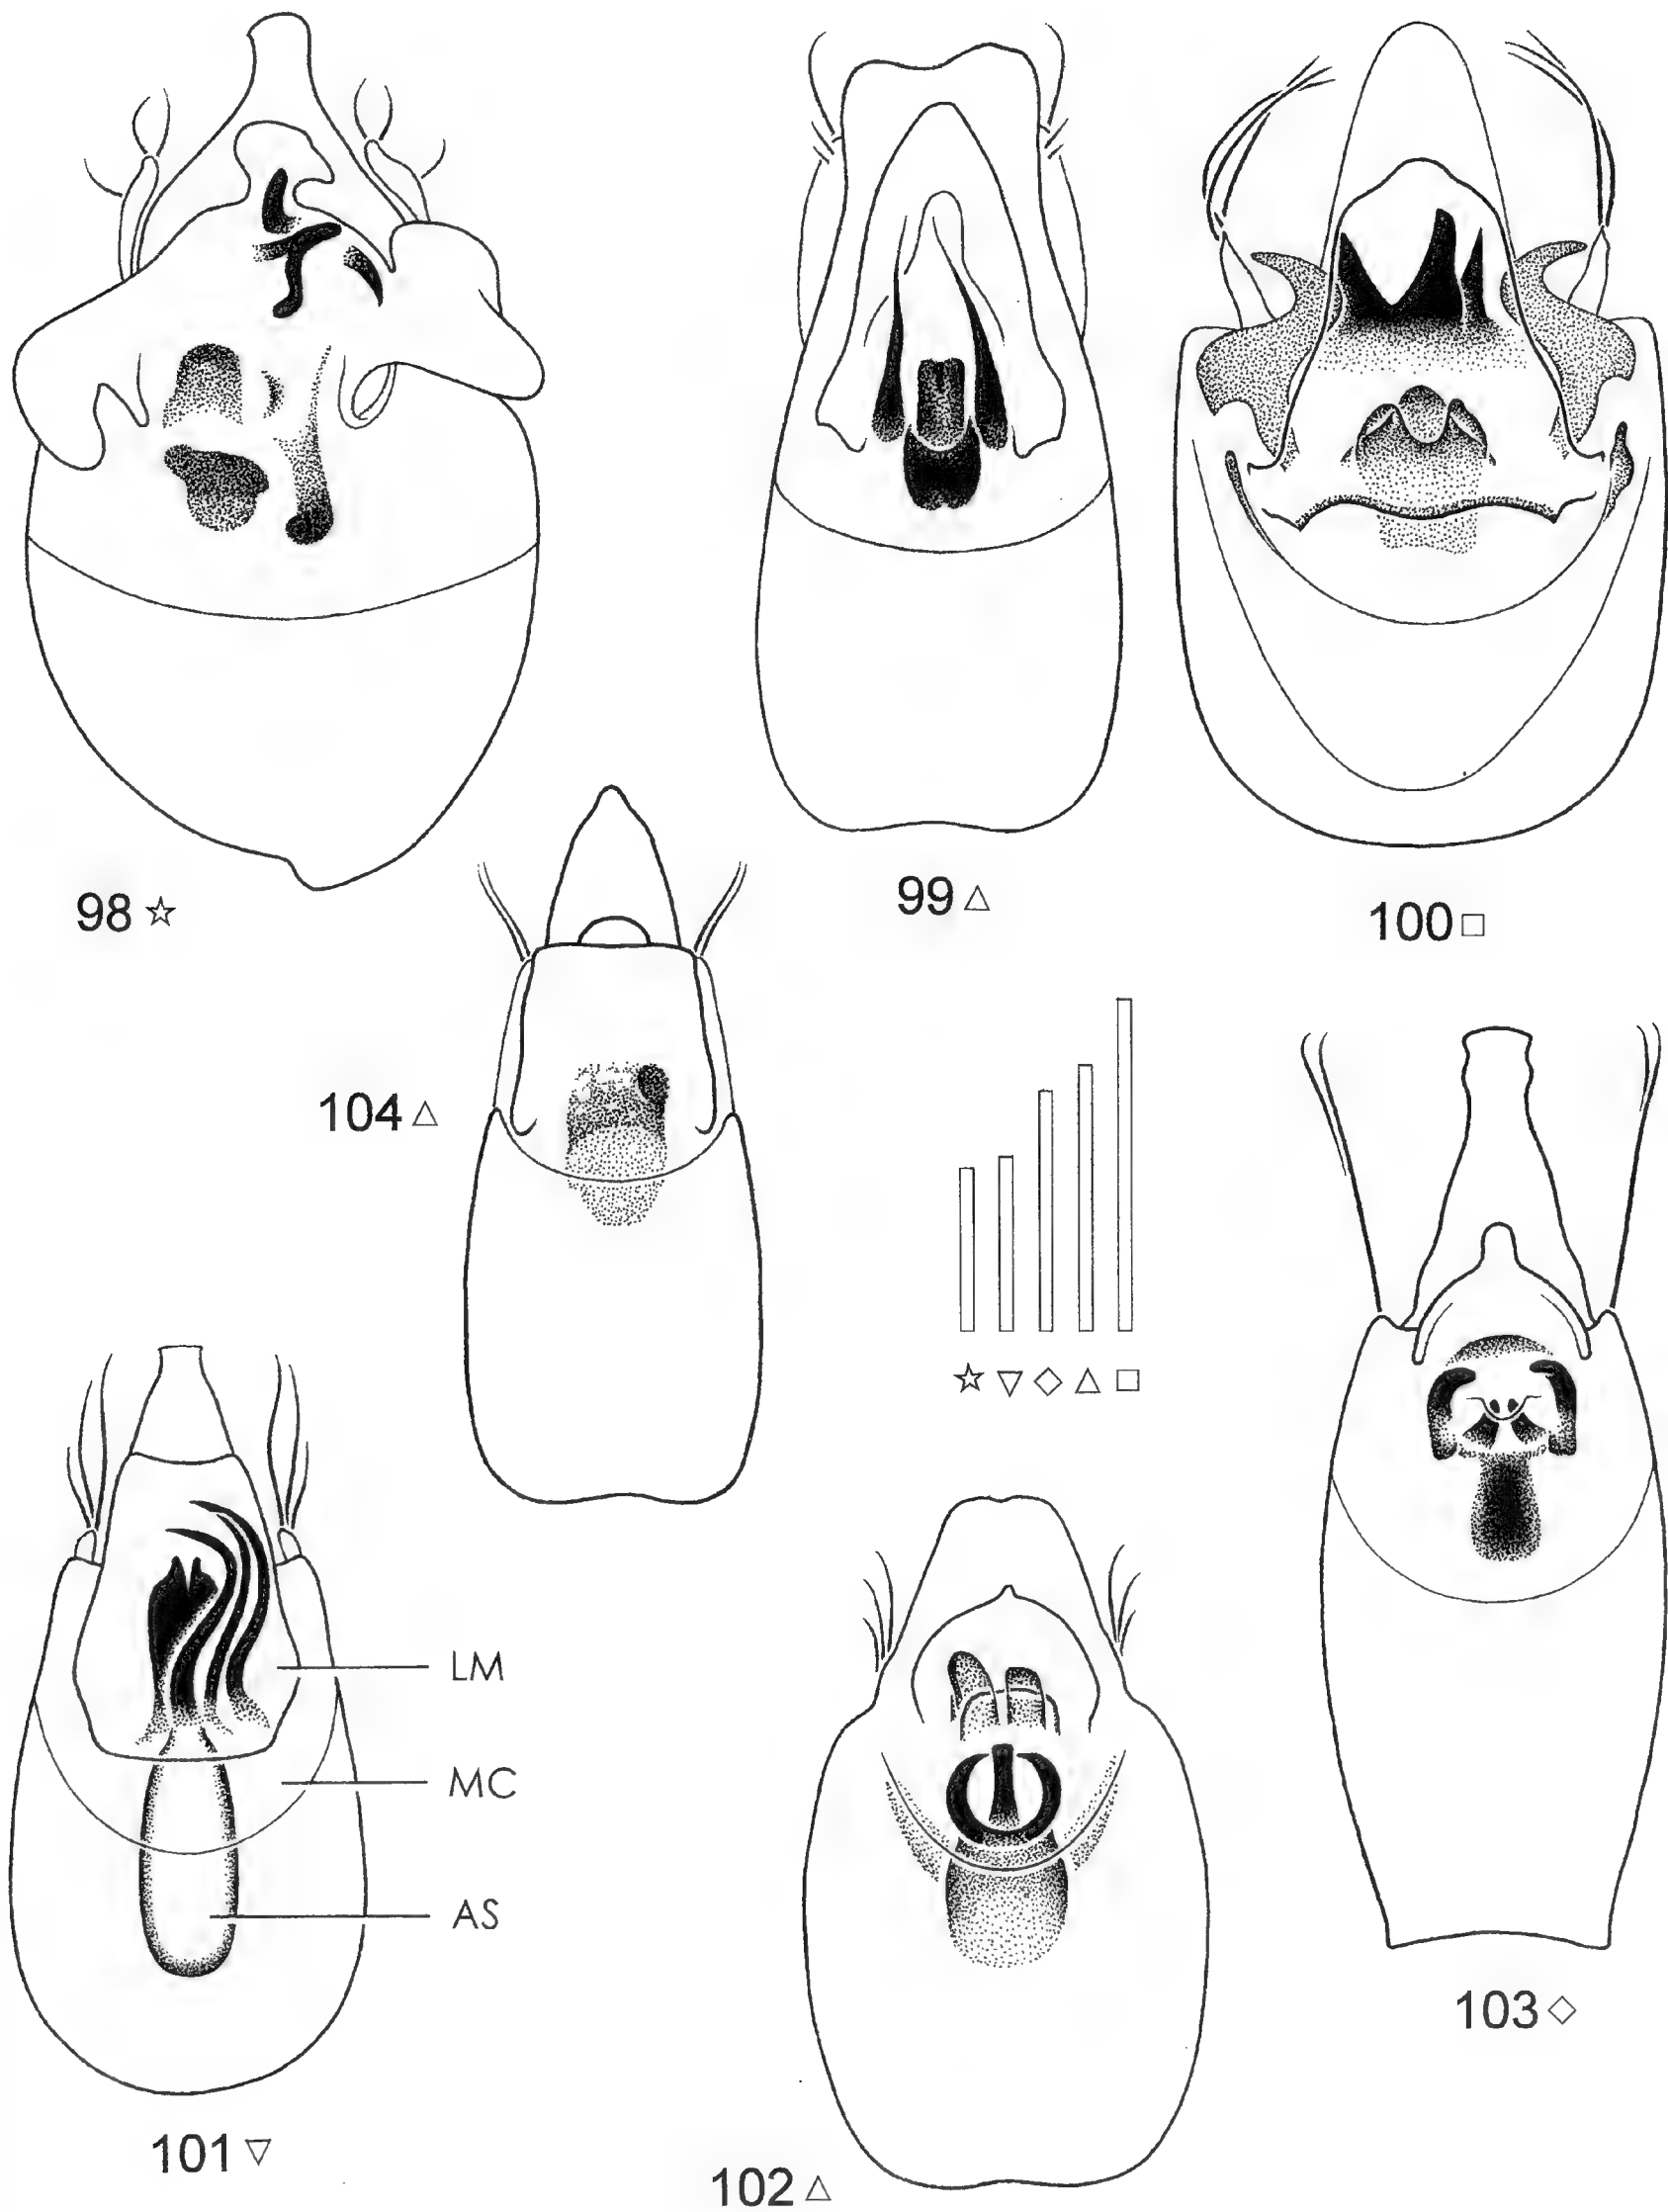 98 ☆
99 △
100 □
104 △
☆ ▽ ◇ △ □
LM
MC
AS
103 ◇
101 ▽
102 △